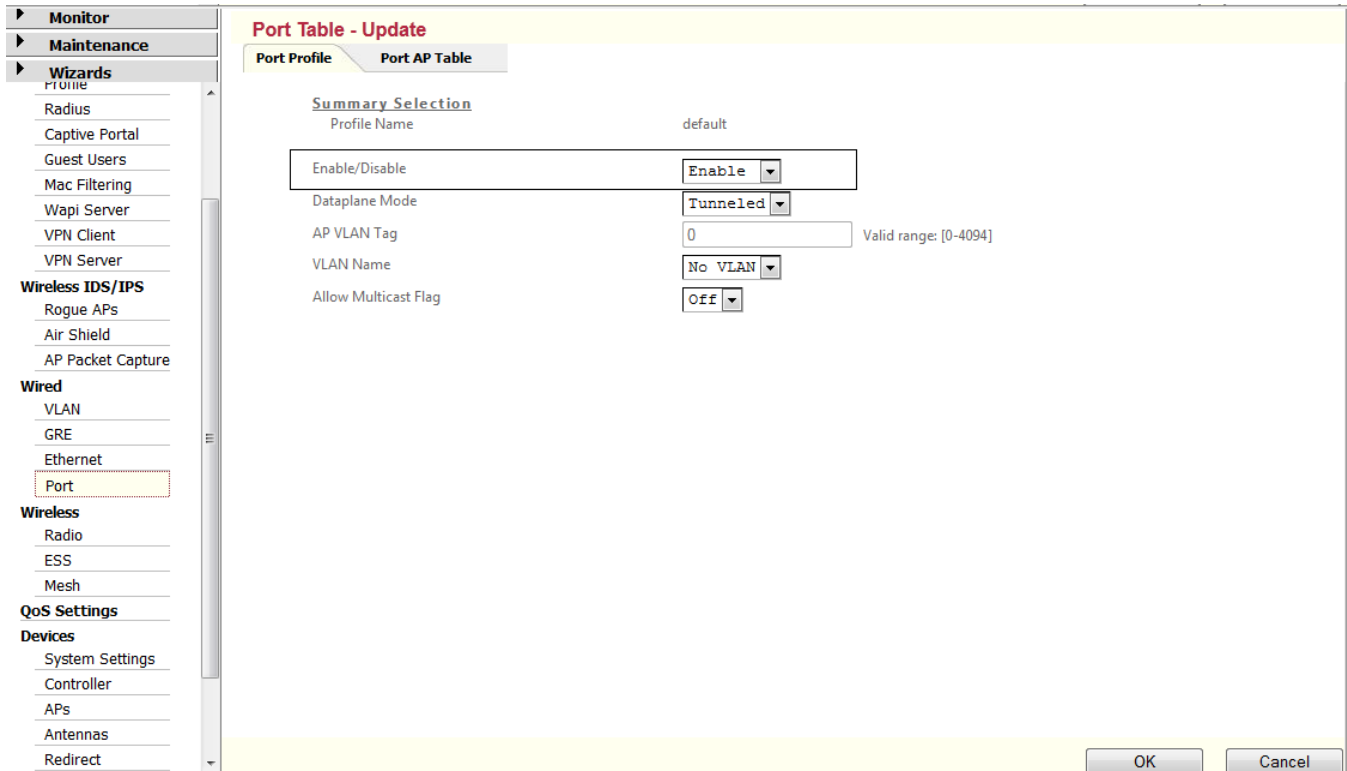 Monitor
Maintenance
Wizards
Profile
Radius
Captive Portal
Guest Users
Mac Filtering
Wapi Server
VPN Client
VPN Server
Wireless IDS/IPS
Rogue APs
Air Shield
AP Packet Capture
Wired
VLAN
GRE
Ethernet
Port
Wireless
Radio
ESS
Mesh
QoS Settings
Devices
System Settings
Controller
APs
Antennas
Redirect
Port Table - Update
Port Profile Port AP Table
Summary Selection
Profile Name default
Enable/Disable Enable
Dataplane Mode Tunneled
AP VLAN Tag 0 Valid range: [0-4094]
VLAN Name No VLAN
Allow Multicast Flag Off
OK Cancel